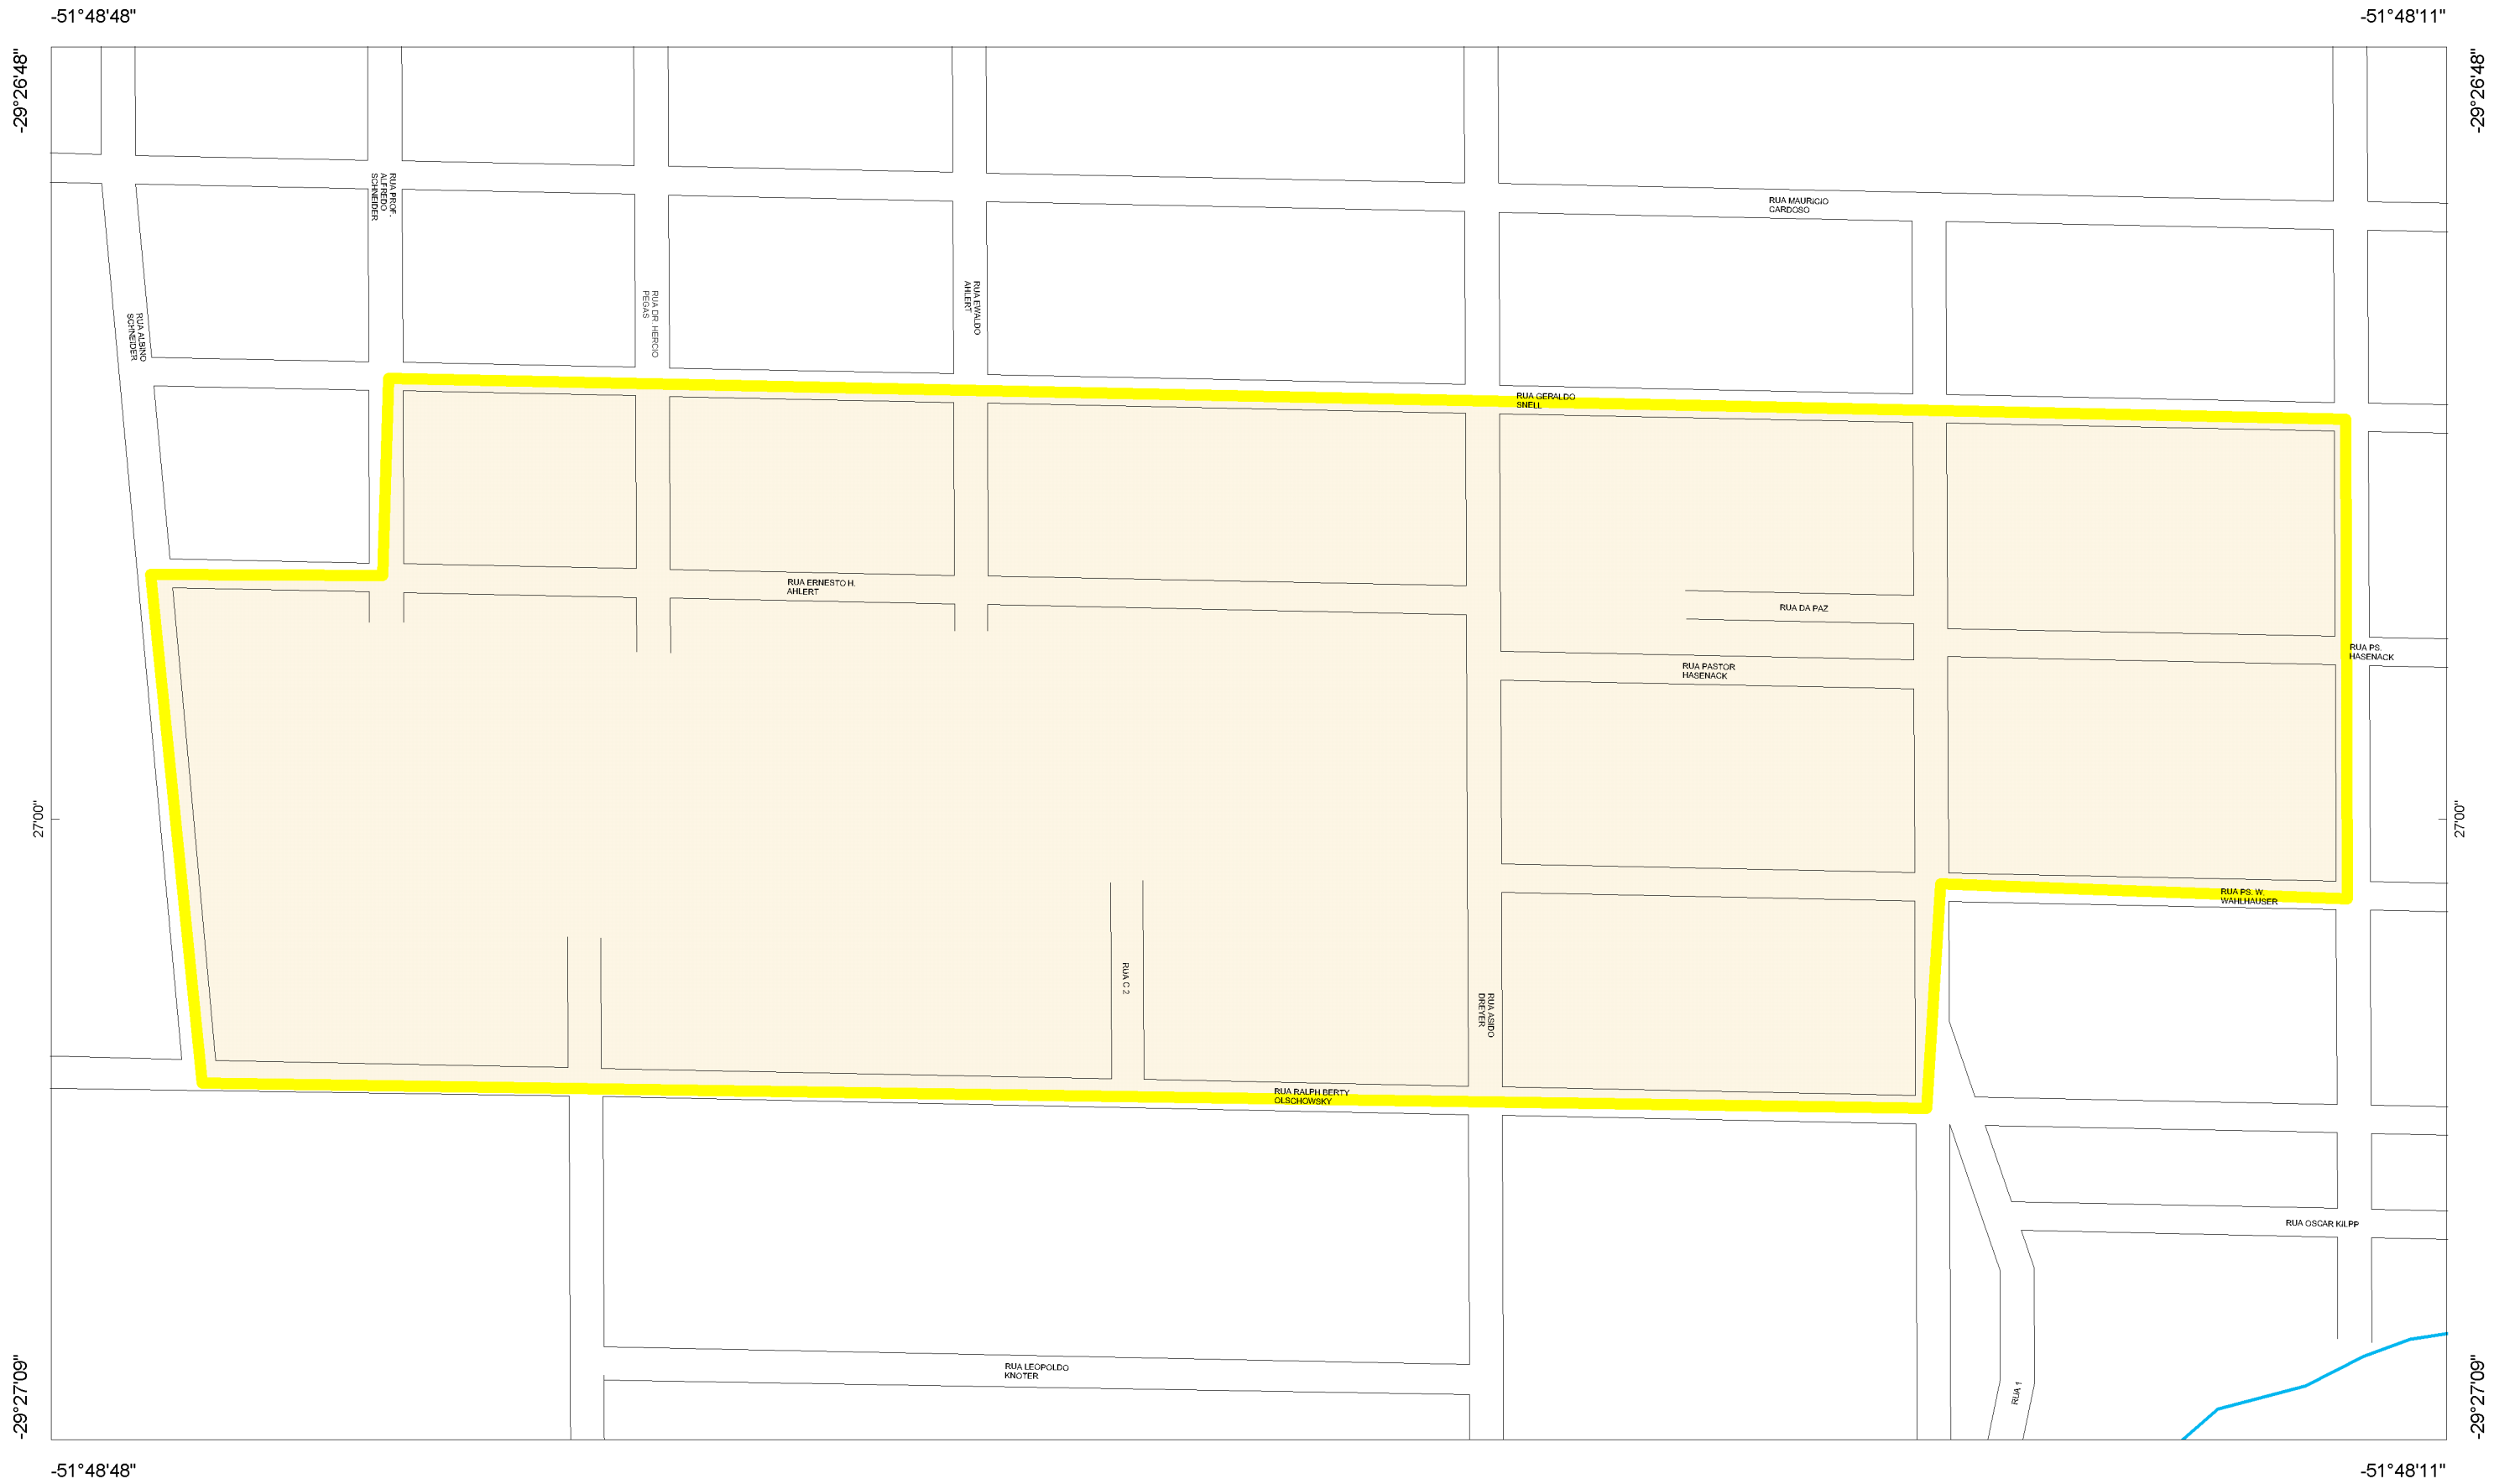 -51°48'48"
-51°48'11"
-29°26'48"
-29°26'48"
RUA PROF.
ALFREDO
SCHNEIDER
RUA MAURICIO
CARDOSO
RUA ALBINO
SCHNEIDER
RUA DR. HERCIO
PEGAS
RUA EWALDO
AHLERT
RUA GERALDO
SNELL
RUA ERNESTO H.
AHLERT
RUA DA PAZ
RUA PASTOR
HASENACK
RUA PS.
HASENACK
27'00"
27'00"
RUA PS. W.
WAHLHAUSER
RUA C 2
RUA ASIDO
DREYER
RUA RALPH BERTY
OLSCHOWSKY
RUA OSCAR KILPP
RUA LEOPOLDO
KNOTER
RUA 1
-29°27'09"
-29°27'09"
-51°48'48"
-51°48'11"